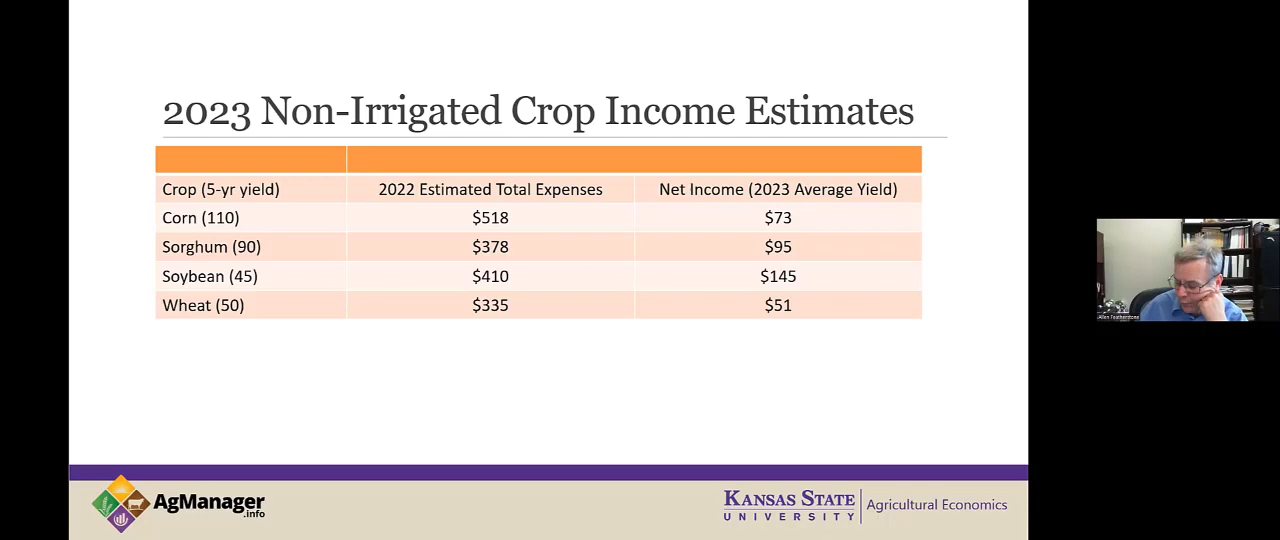 2023 Non-Irrigated Crop Income Estimates
Crop (5-yr yield) 2022 Estimated Total Expenses Net Income (2023 Average Yield)
Corn (110) $518 $73
Sorghum (90) $378 $95
Soybean (45) $410 $145
Wheat (50) $335 $51
Allen Featherstone
AgManager
.info
KANSAS STATE
UNIVERSITY
Agricultural Economics